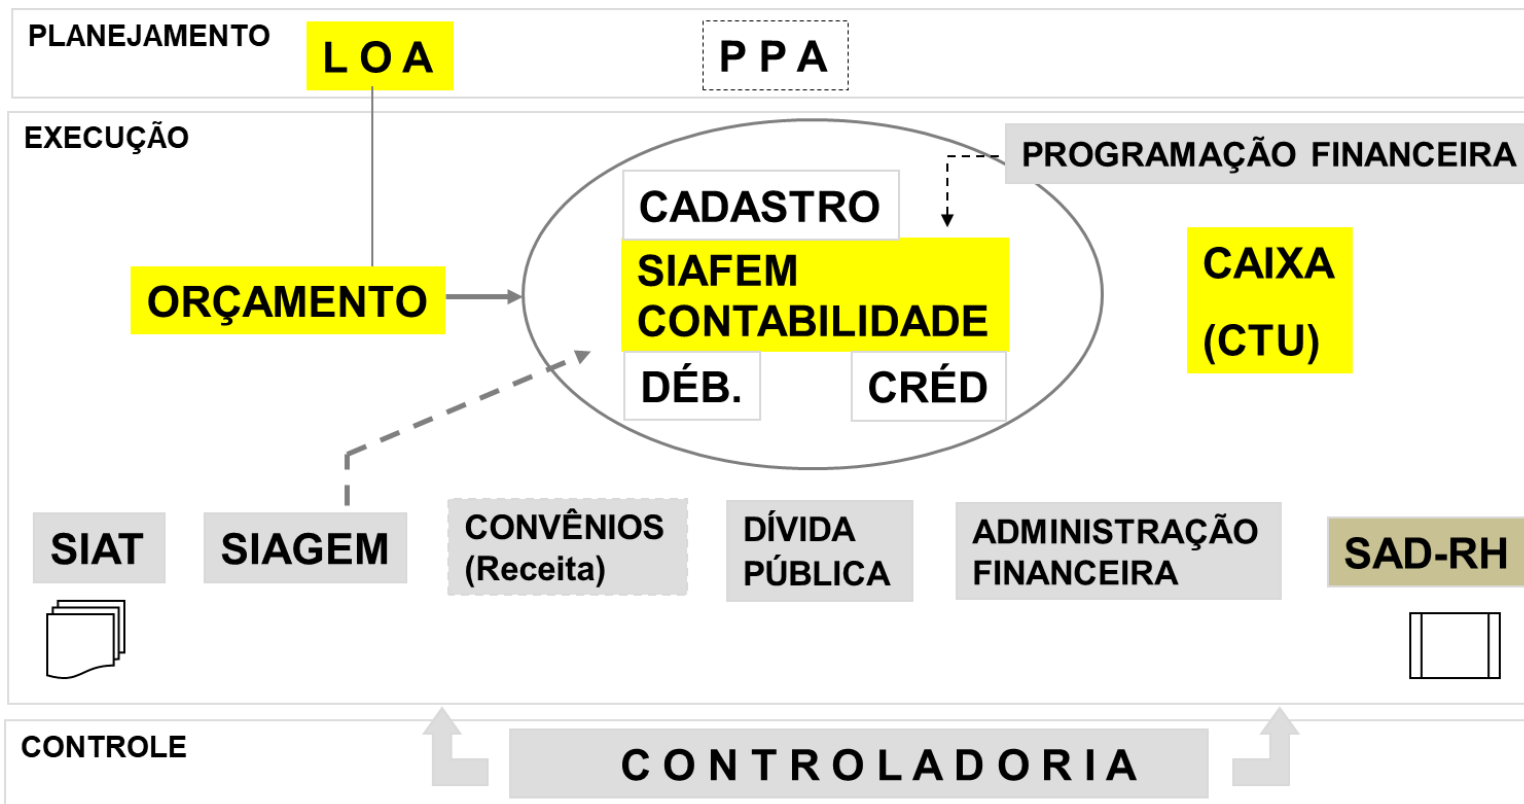 PLANEJAMENTO
L O A
P P A
EXECUÇÃO
PROGRAMAÇÃO FINANCEIRA
CADASTRO
SIAFEM
CONTABILIDADE
ORÇAMENTO
CAIXA
(CTU)
DÉB.
CRÉD
SIAT
SIAGEM
CONVÊNIOS
(Receita)
DÍVIDA
PÚBLICA
ADMINISTRAÇÃO
FINANCEIRA
SAD-RH
CONTROLE
C O N T R O L A D O R I A